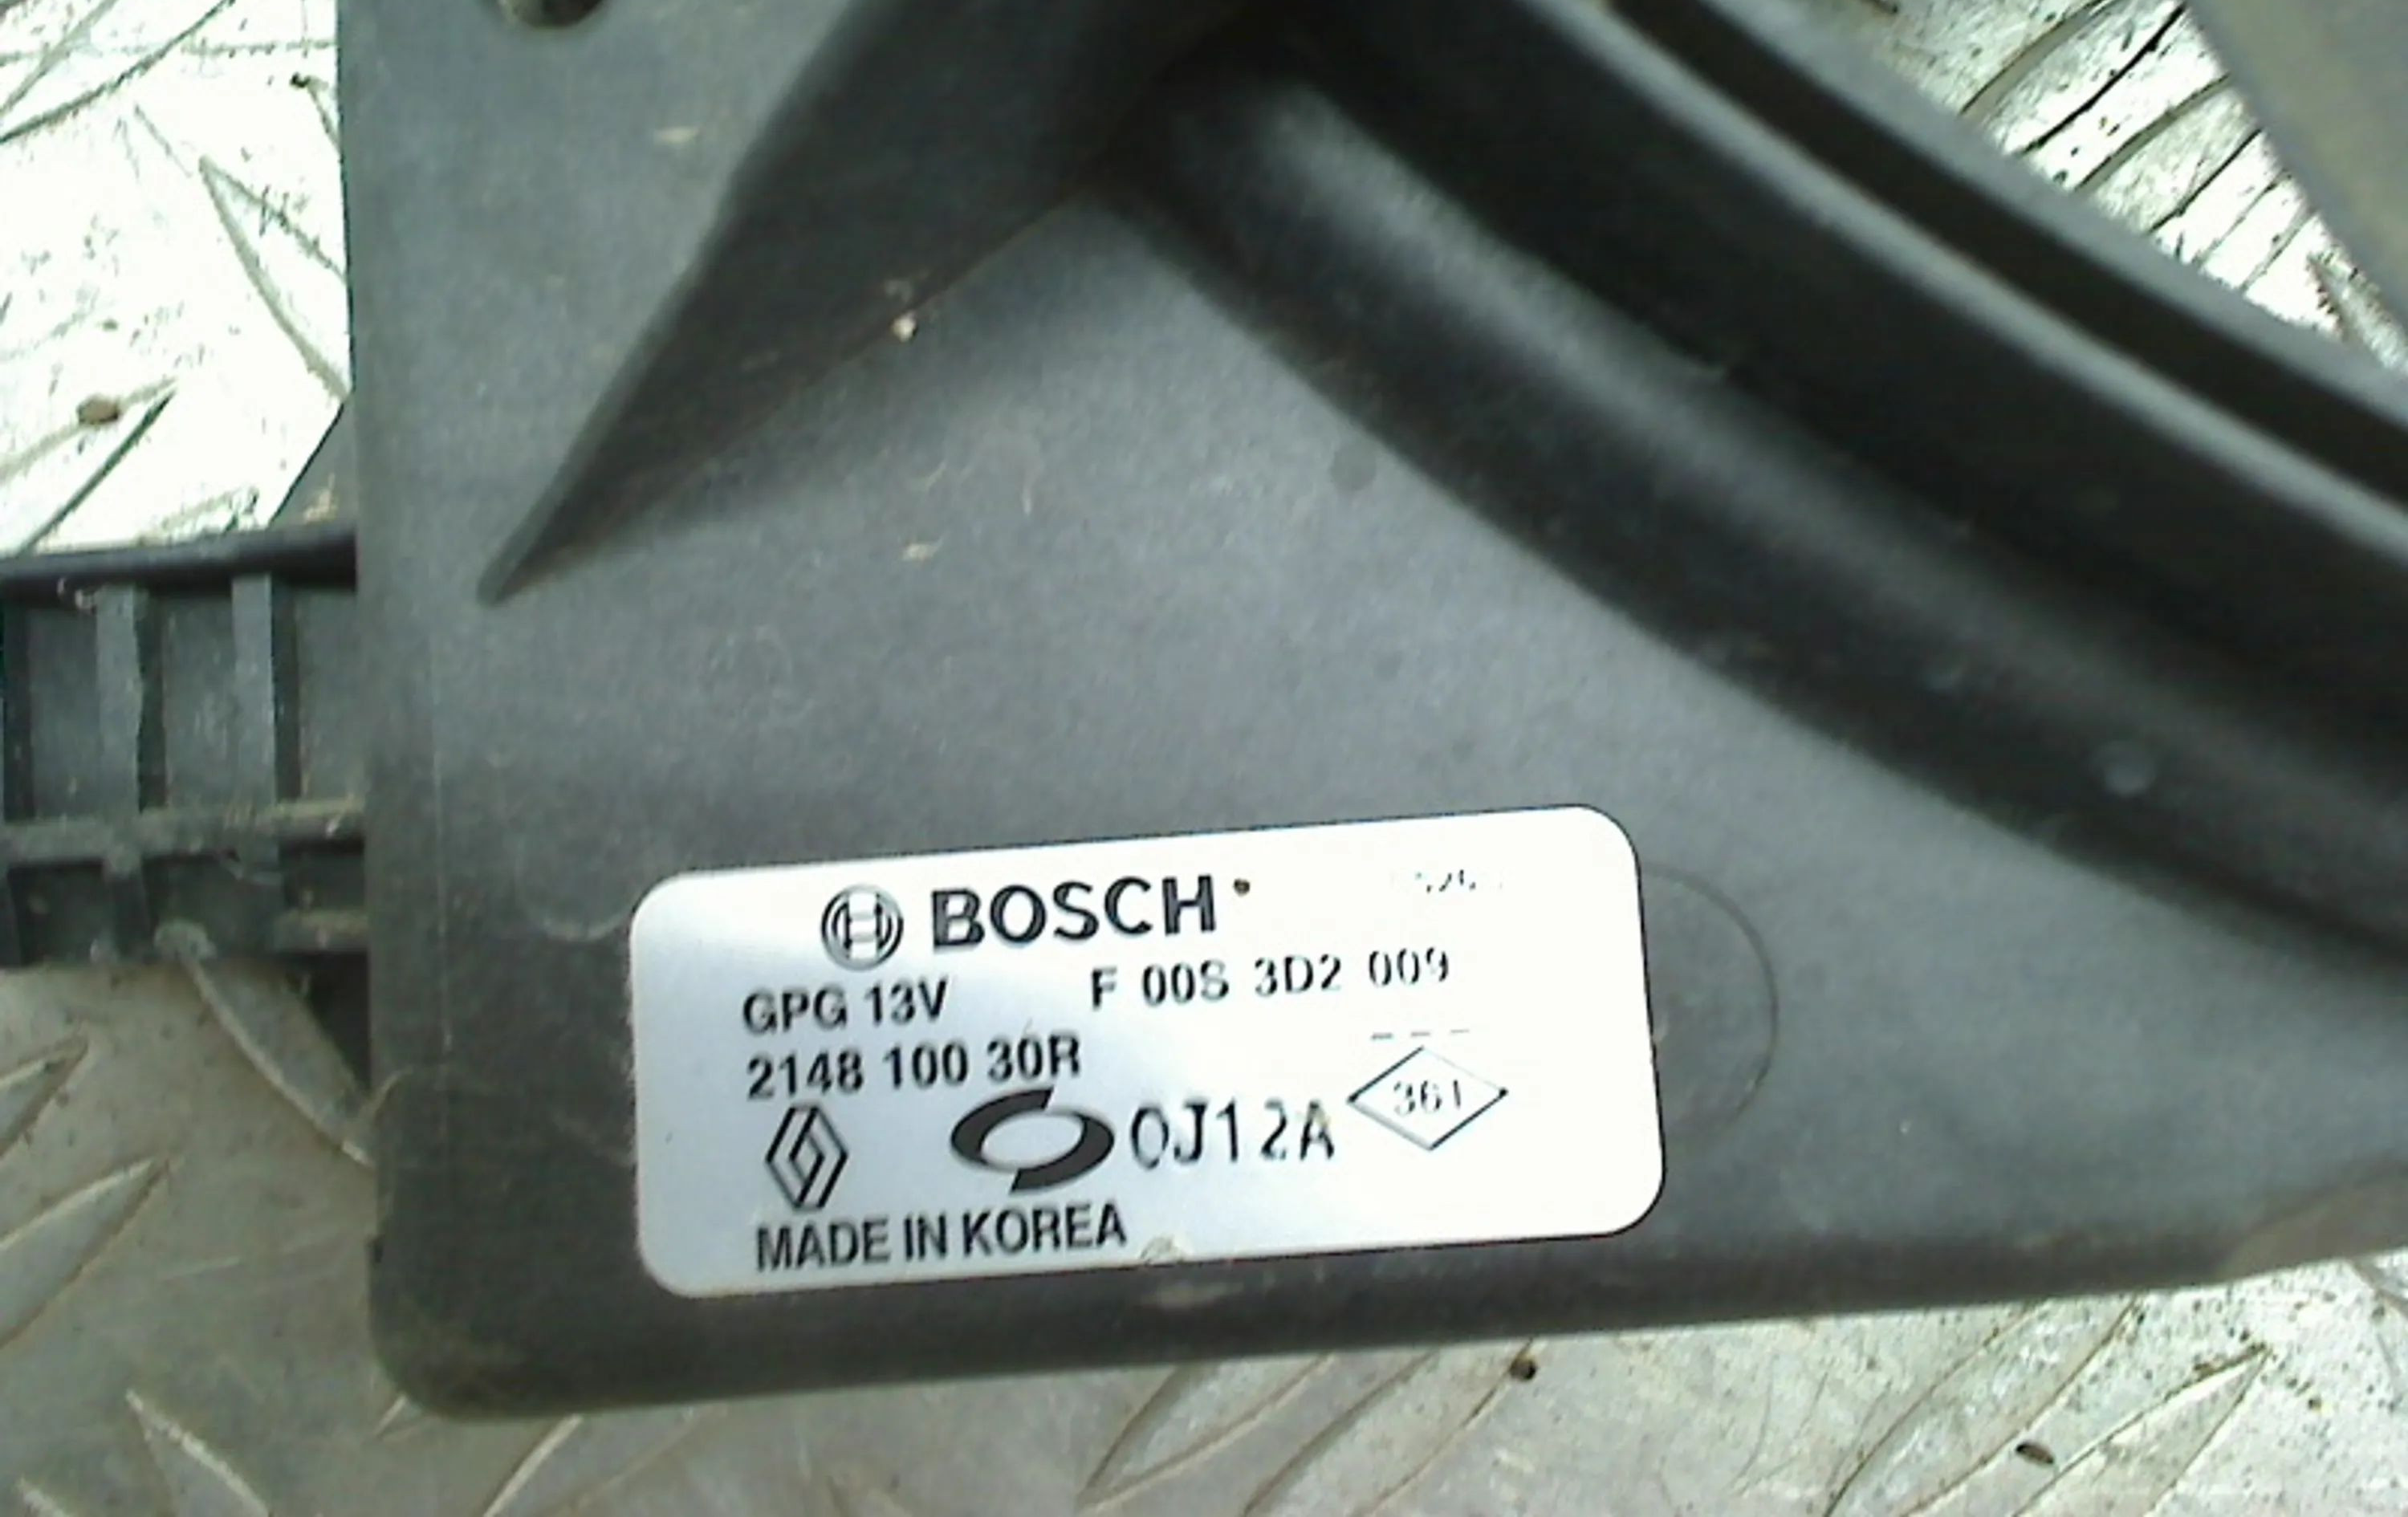 BOSCH
GPG 13V F 00S 3D2 009
2148 100 30R
0J12A 361
MADE IN KOREA